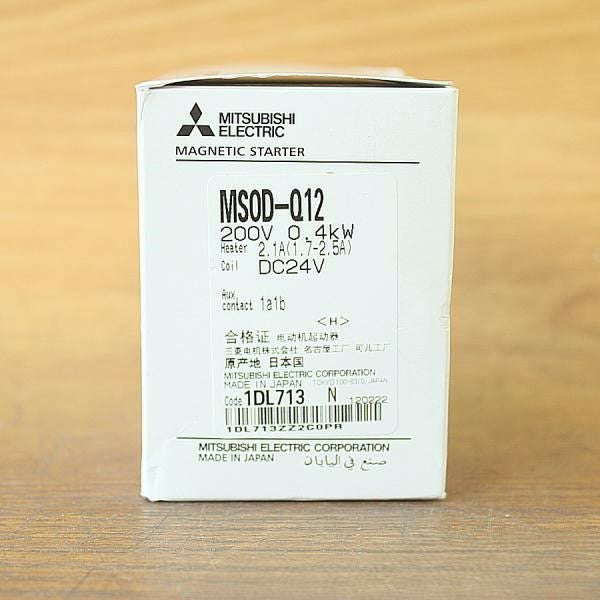 MITSUBISHI
ELECTRIC
MAGNETIC STARTER
MSOD-Q12
200V 0.4kW
Heater 2.1A(1.7-2.5A)
Coil DC24V
Aux.
contact 1a1b
<H>
合格证 电动机起动器
三菱电机株式会社 名古屋工厂 可儿工厂
原产地 日本国
MITSUBISHI ELECTRIC CORPORATION
MADE IN JAPAN TOKYO 100-8310, JAPAN
Code 1DL713 N 120222
1DL713ZZ2C0PR
MITSUBISHI ELECTRIC CORPORATION
MADE IN JAPAN صنع في اليابان